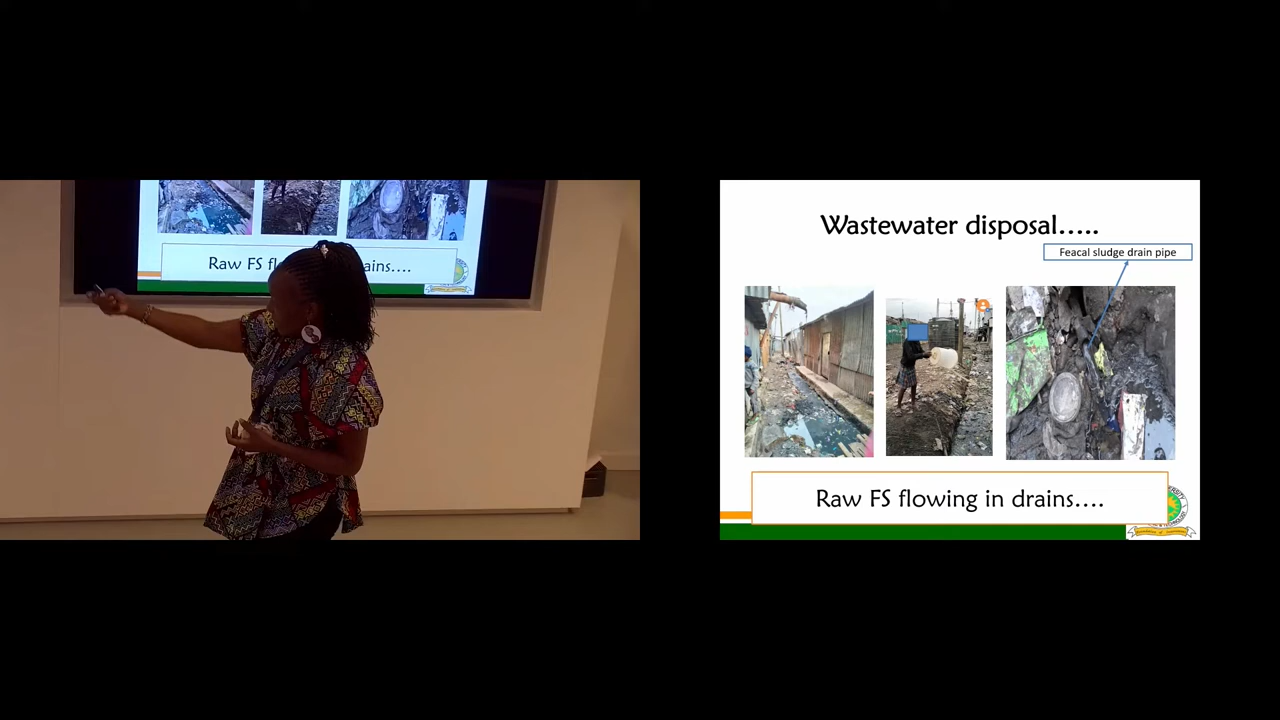 Raw FS fl
ains....
Wastewater disposal.....
Feacal sludge drain pipe
Raw FS flowing in drains....